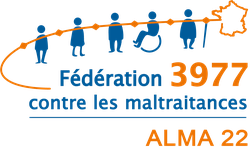 Fédération 3977
contre les maltraitances
ALMA 22